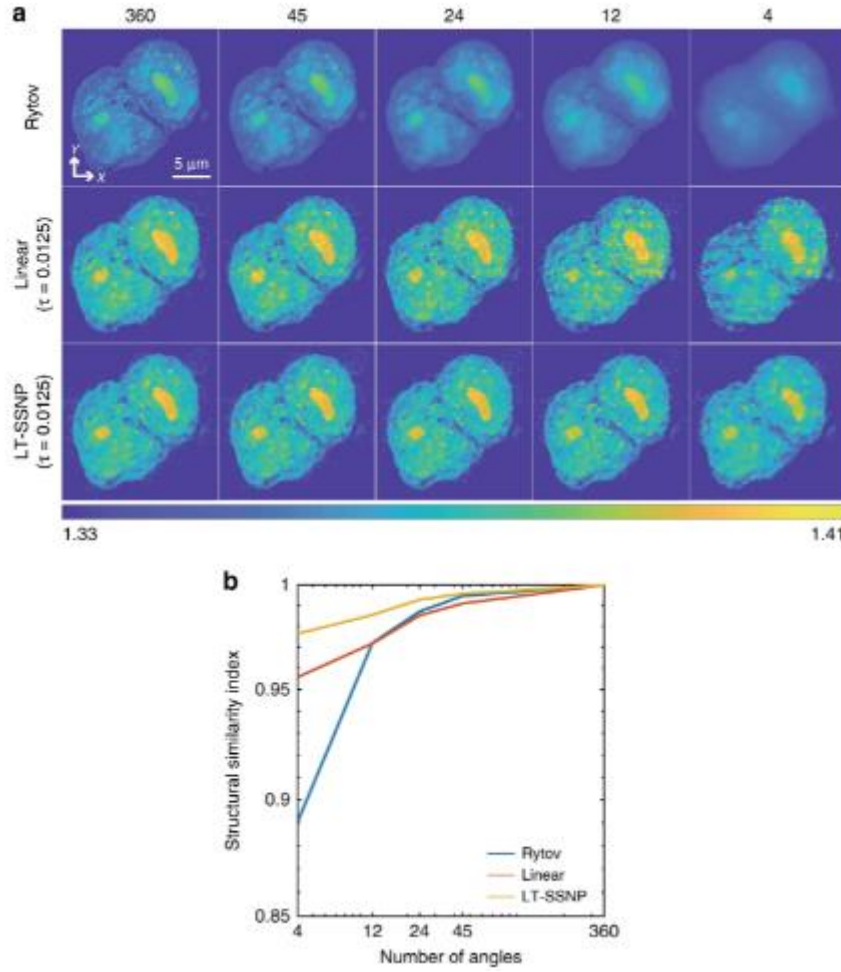 a
360 45 24 12 4
Rytov
Y
X
5 μm
Linear
(τ = 0.0125)
LT-SSNP
(τ = 0.0125)
1.33 1.41
b
1
0.95
0.9
0.85
Structural similarity index
Rytov
Linear
LT-SSNP
4 12 24 45 360
Number of angles